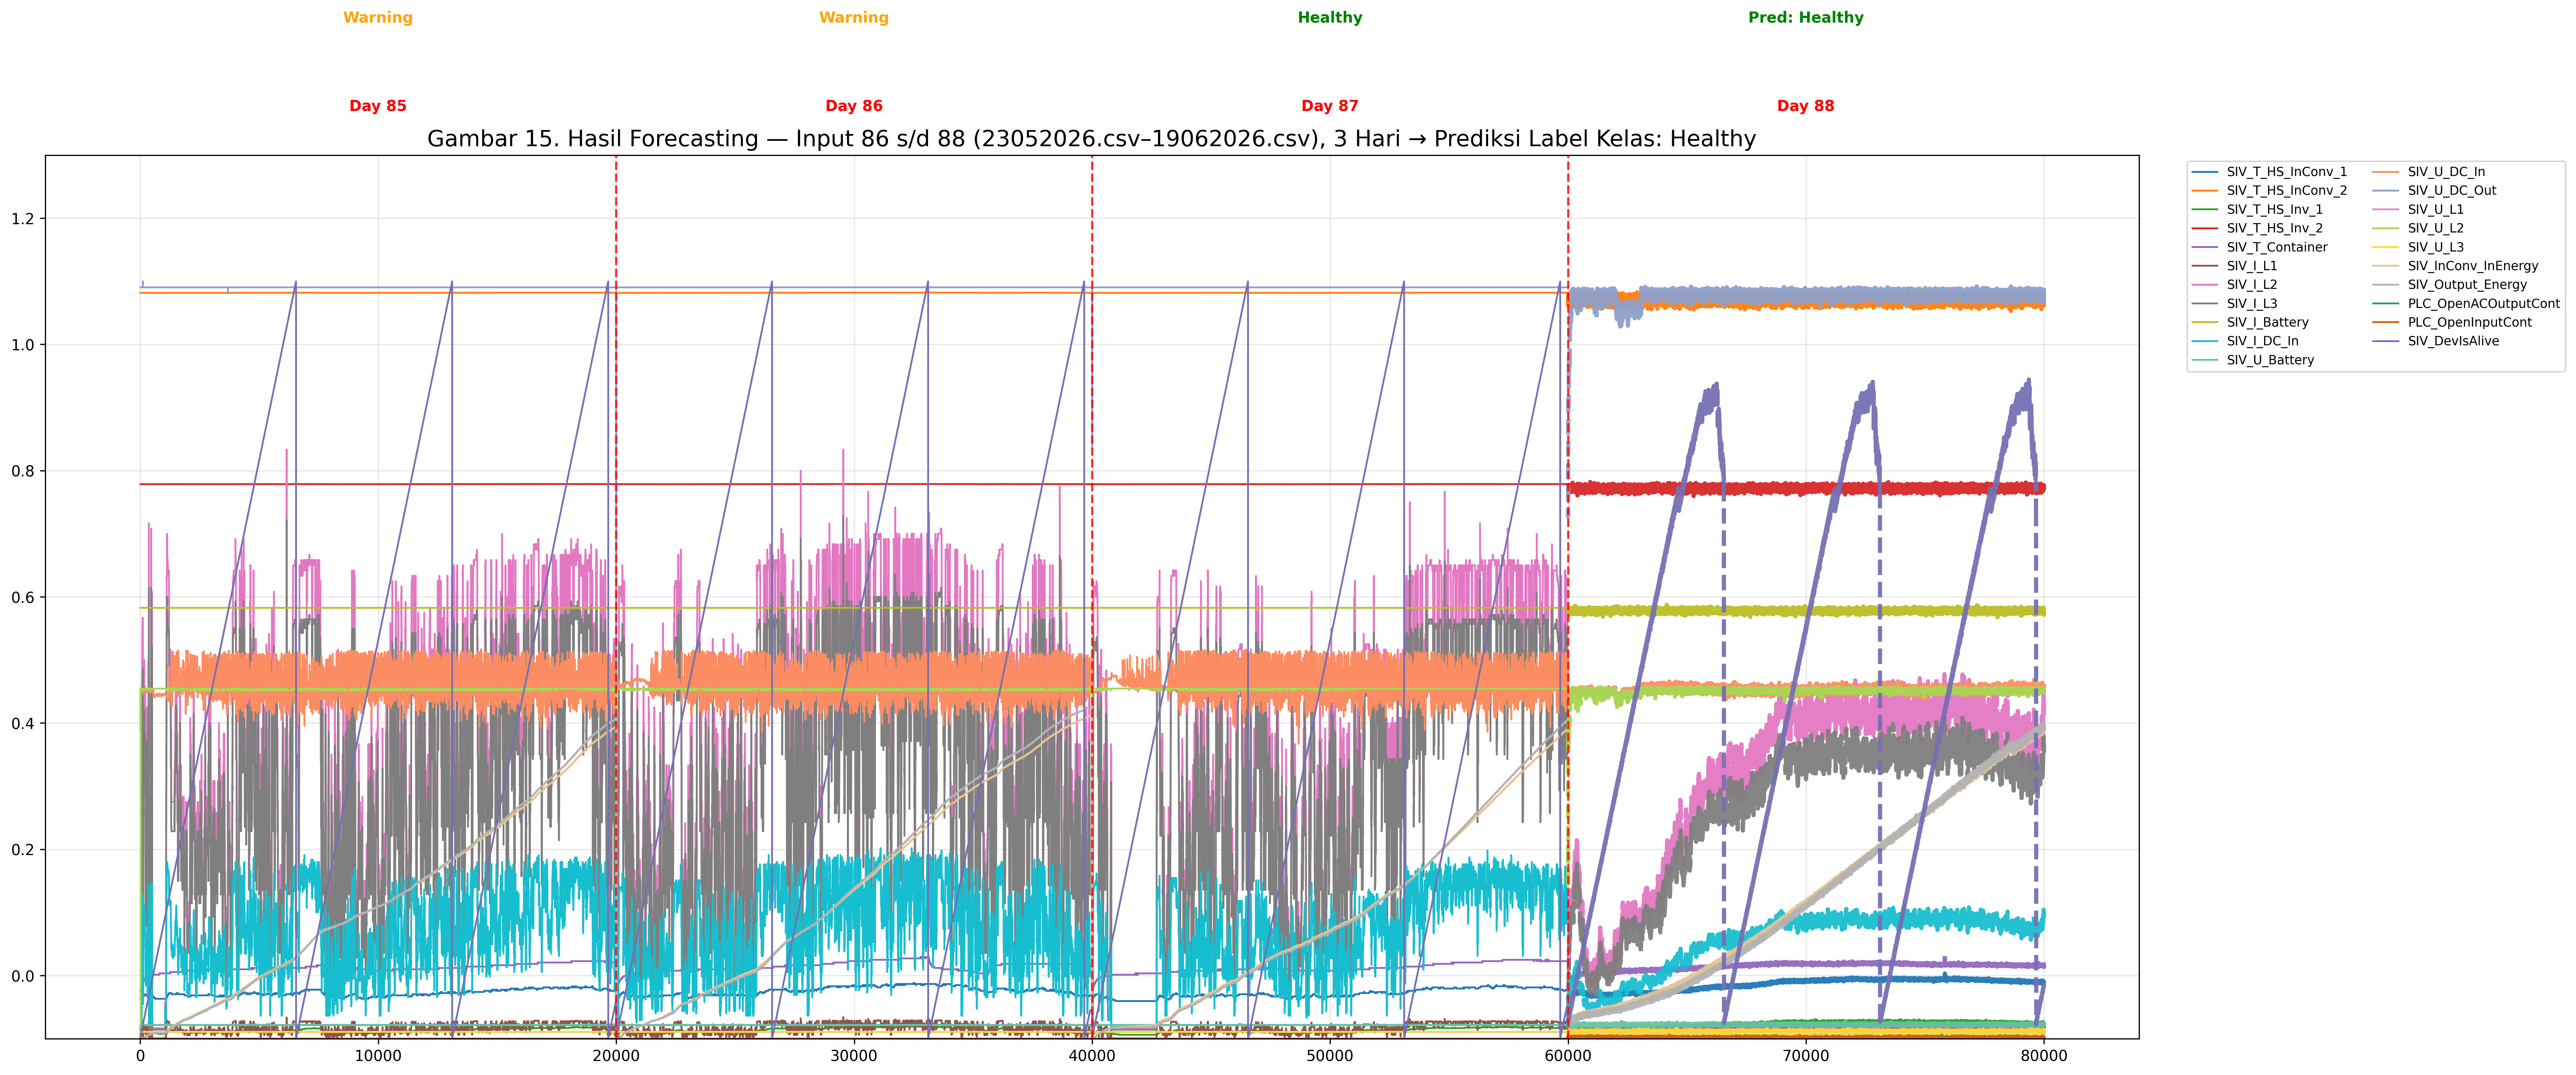 Warning Warning Healthy Pred: Healthy
Day 85 Day 86 Day 87 Day 88
Gambar 15. Hasil Forecasting — Input 86 s/d 88 (23052026.csv–19062026.csv), 3 Hari → Prediksi Label Kelas: Healthy
1.2
1.0
0.8
0.6
0.4
0.2
0.0
0 10000 20000 30000 40000 50000 60000 70000 80000
SIV_T_HS_InConv_1
SIV_T_HS_InConv_2
SIV_T_HS_Inv_1
SIV_T_HS_Inv_2
SIV_T_Container
SIV_I_L1
SIV_I_L2
SIV_I_L3
SIV_I_Battery
SIV_I_DC_In
SIV_U_Battery
SIV_U_DC_In
SIV_U_DC_Out
SIV_U_L1
SIV_U_L2
SIV_U_L3
SIV_InConv_InEnergy
SIV_Output_Energy
PLC_OpenACOutputCont
PLC_OpenInputCont
SIV_DevIsAlive